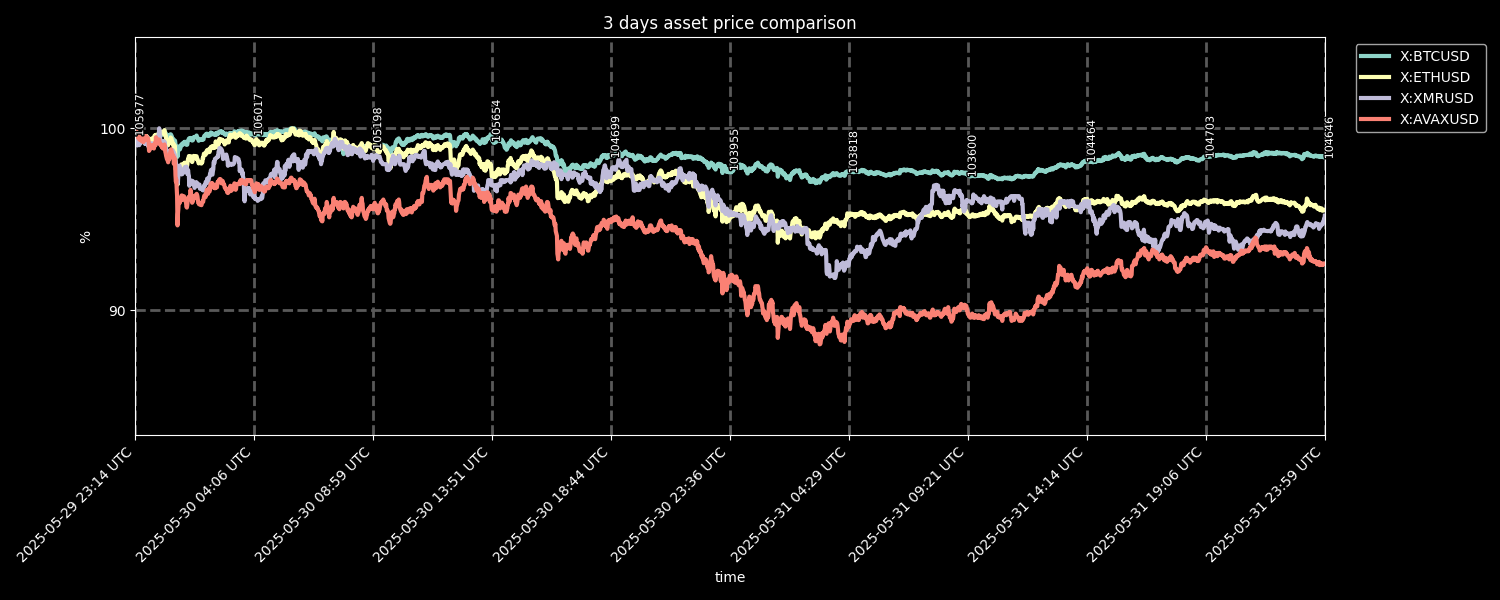 3 days asset price comparison
X:BTCUSD
X:ETHUSD
X:XMRUSD
X:AVAXUSD
100
90
%
105977
106017
105198
105654
104699
103955
103818
103600
104464
104703
104646
2025-05-29 23:14 UTC
2025-05-30 04:06 UTC
2025-05-30 08:59 UTC
2025-05-30 13:51 UTC
2025-05-30 18:44 UTC
2025-05-30 23:36 UTC
2025-05-31 04:29 UTC
2025-05-31 09:21 UTC
2025-05-31 14:14 UTC
2025-05-31 19:06 UTC
2025-05-31 23:59 UTC
time